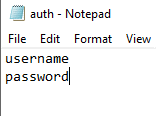 auth - Notepad
File Edit Format View
username
password